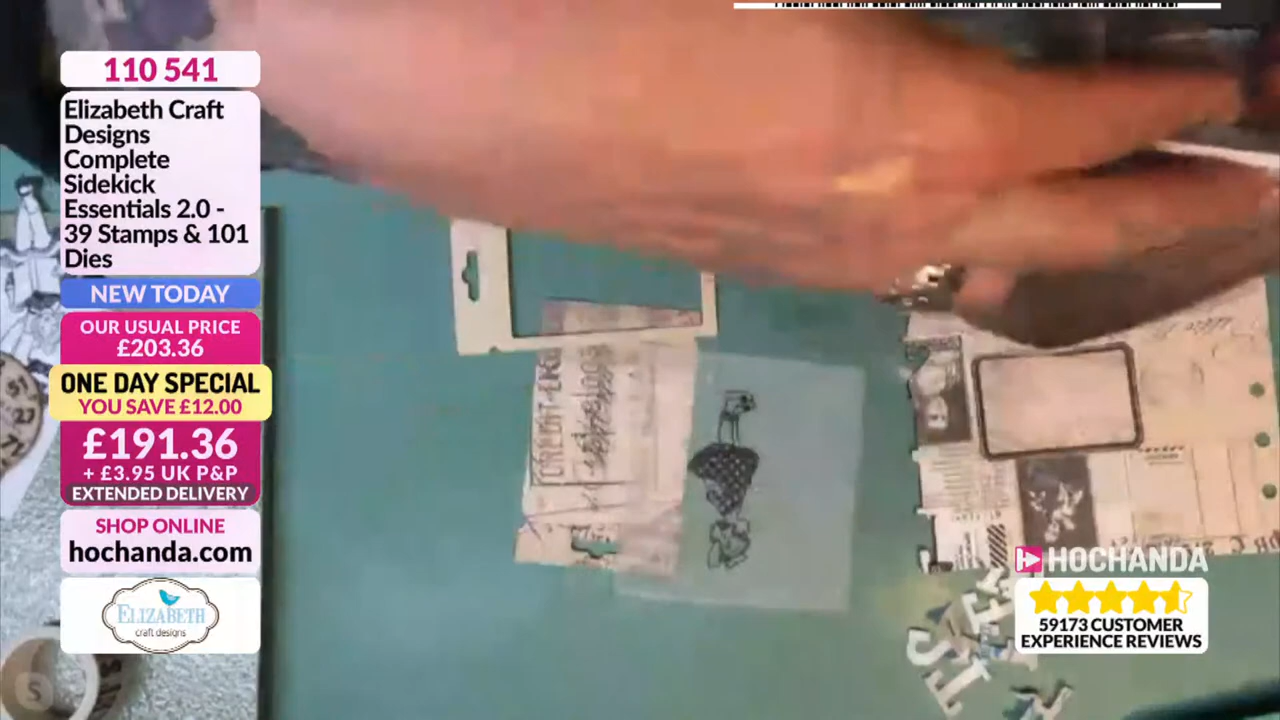 110 541
Elizabeth Craft
Designs
Complete
Sidekick
Essentials 2.0 -
39 Stamps & 101
Dies
NEW TODAY
OUR USUAL PRICE
£203.36
ONE DAY SPECIAL
YOU SAVE £12.00
£191.36
+ £3.95 UK P&P
EXTENDED DELIVERY
SHOP ONLINE
hochanda.com
ELIZABETH
craft designs
S
HOCHANDA
59173 CUSTOMER
EXPERIENCE REVIEWS